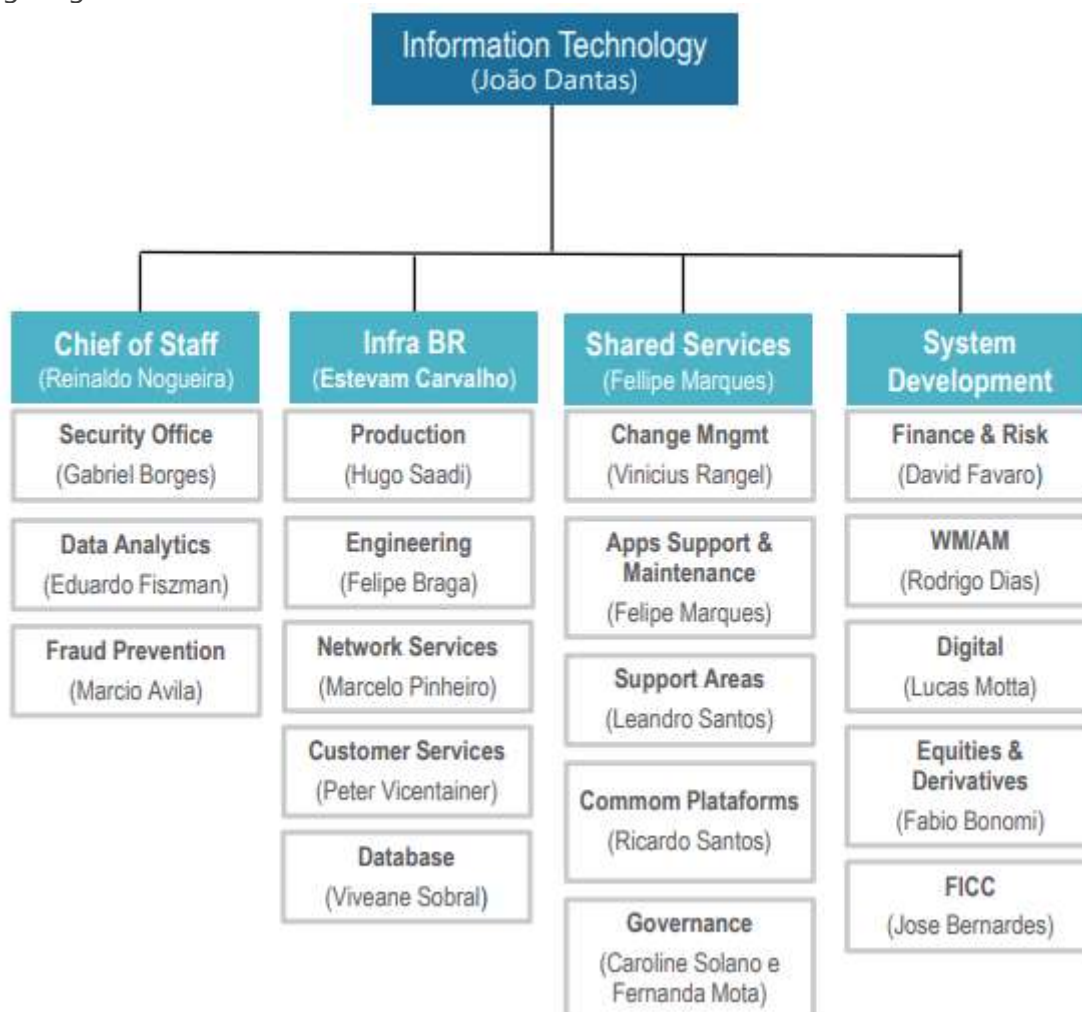 Information Technology
(João Dantas)
Chief of Staff
(Reinaldo Nogueira)
Security Office
(Gabriel Borges)
Data Analytics
(Eduardo Fiszman)
Fraud Prevention
(Marcio Avila)
Infra BR
(Estevam Carvalho)
Production
(Hugo Saadi)
Engineering
(Felipe Braga)
Network Services
(Marcelo Pinheiro)
Customer Services
(Peter Vicentainer)
Database
(Viveane Sobral)
Shared Services
(Fellipe Marques)
Change Mngmt
(Vinicius Rangel)
Apps Support &
Maintenance
(Felipe Marques)
Support Areas
(Leandro Santos)
Commom Plataforms
(Ricardo Santos)
Governance
(Caroline Solano e
Fernanda Mota)
System
Development
Finance & Risk
(David Favaro)
WM/AM
(Rodrigo Dias)
Digital
(Lucas Motta)
Equities &
Derivatives
(Fabio Bonomi)
FICC
(Jose Bernardes)